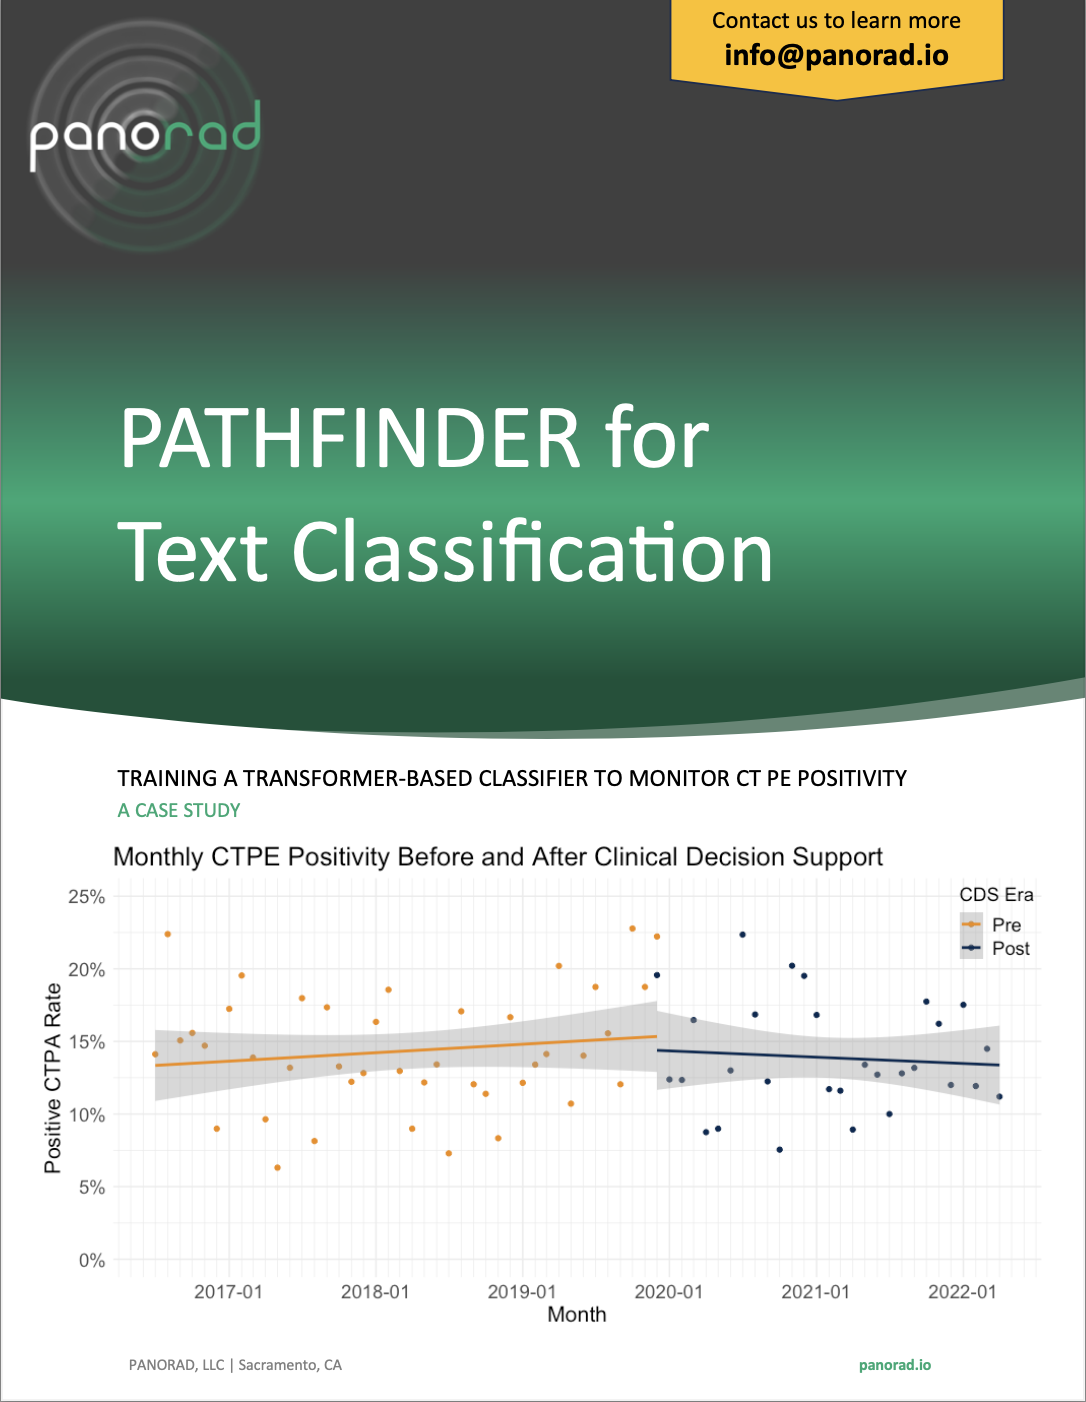 Contact us to learn more
info@panorad.io
panorad
PATHFINDER for
Text Classification
TRAINING A TRANSFORMER-BASED CLASSIFIER TO MONITOR CT PE POSITIVITY
A CASE STUDY
Monthly CTPE Positivity Before and After Clinical Decision Support
25%
20%
15%
10%
5%
0%
Positive CTPA Rate
CDS Era
Pre
Post
2017-01 2018-01 2019-01 2020-01 2021-01 2022-01
Month
PANORAD, LLC | Sacramento, CA
panorad.io